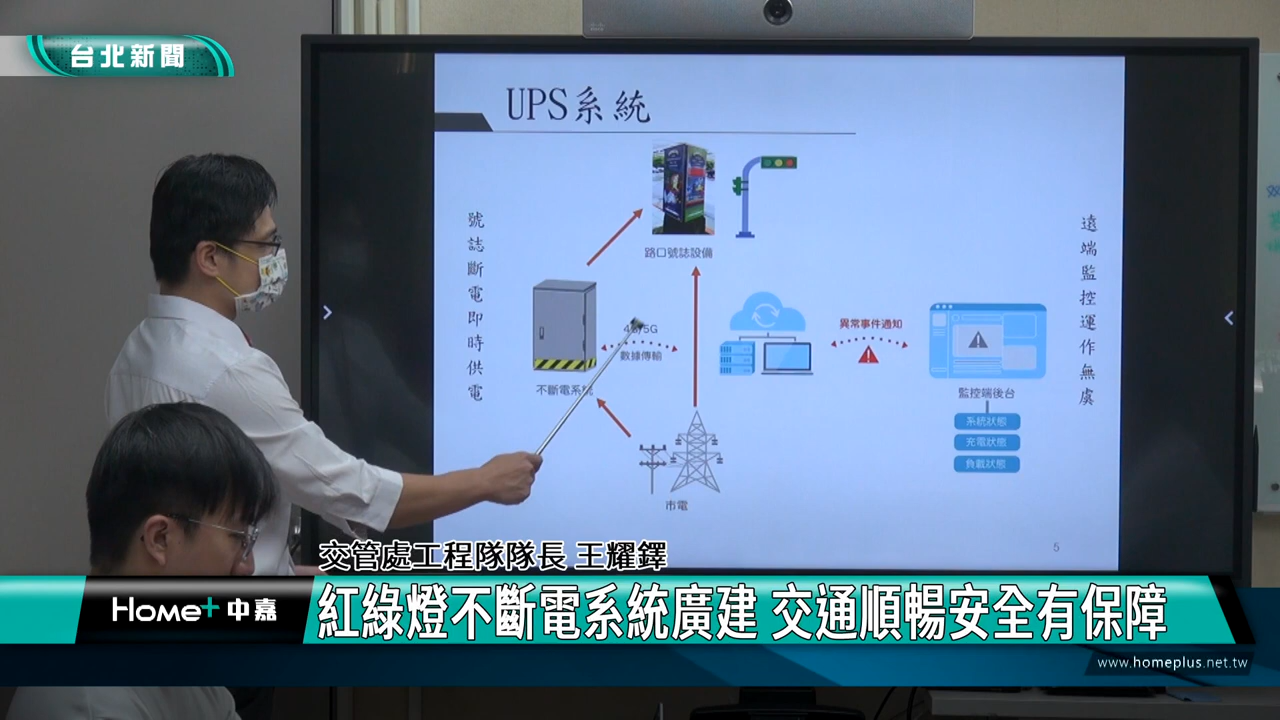 台北新聞
UPS系統
號誌斷電即時供電
路口號誌設備
遠端監控運作無虞
4G/5G
數據傳輸
異常事件通知
不斷電系統
監控端後台
系統狀態
充電狀態
負載狀態
市電
5
交管處工程隊隊長 王耀鐸
Home+ 中嘉
紅綠燈不斷電系統廣建 交通順暢安全有保障
www.homeplus.net.tw